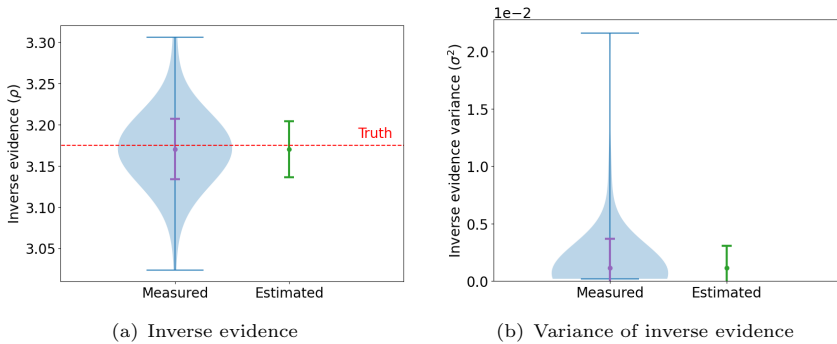 3.30
3.25
3.20
3.15
3.10
3.05
Inverse evidence (ρ)
Truth
Measured
Estimated
(a) Inverse evidence
1e−2
2.0
1.5
1.0
0.5
0.0
Inverse evidence variance (σ²)
Measured
Estimated
(b) Variance of inverse evidence